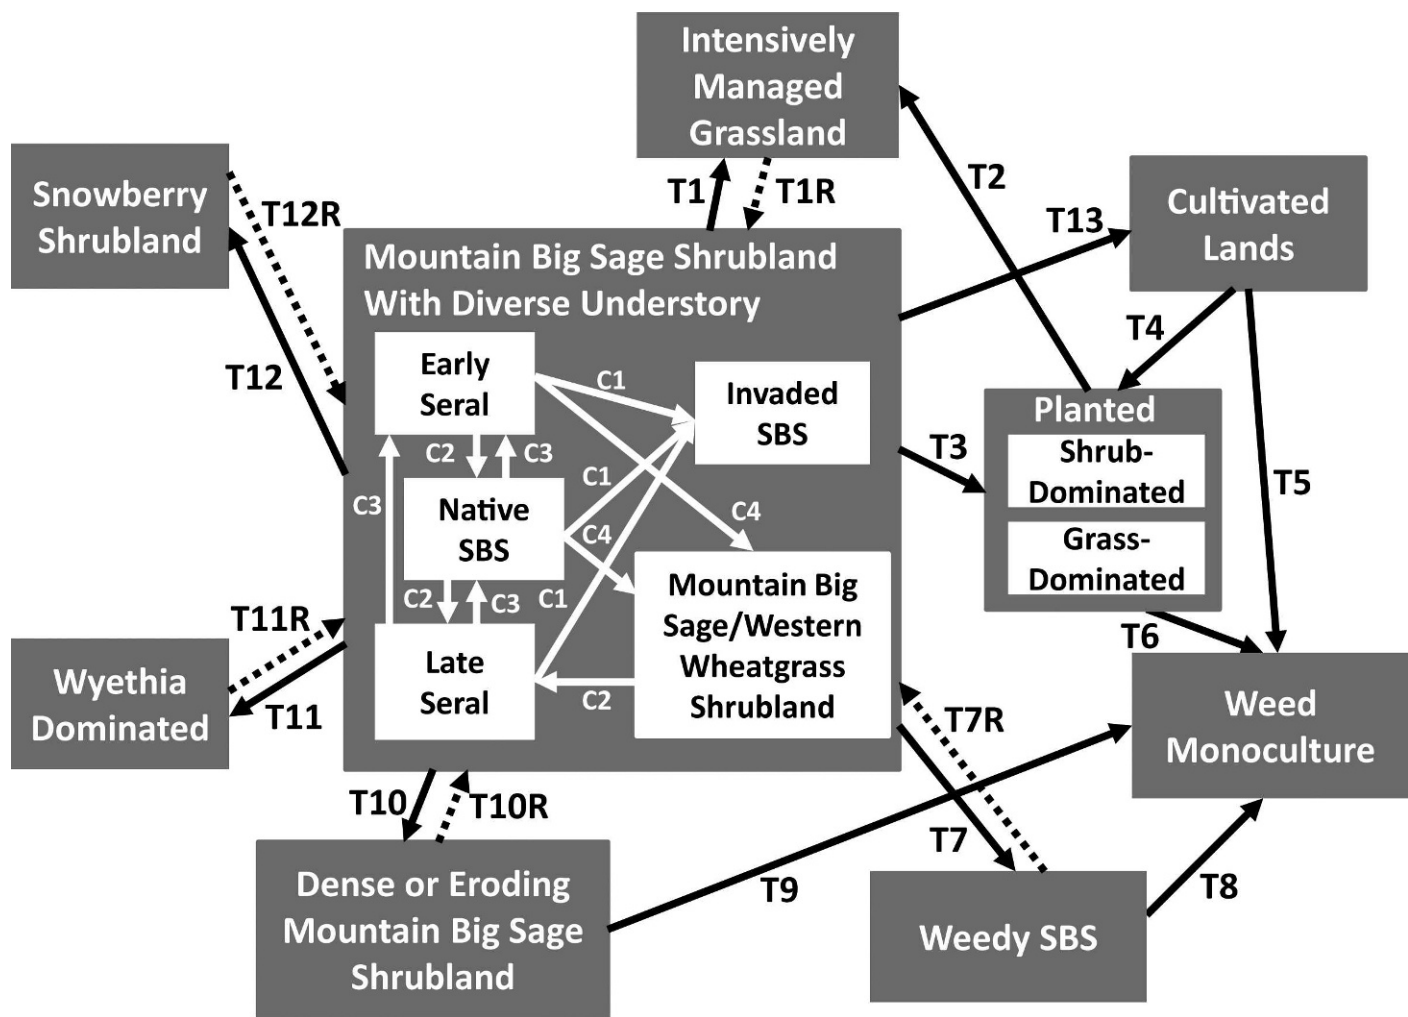 Intensively
Managed
Grassland
Snowberry
Shrubland
Cultivated
Lands
T12R
T12
T1
T1R
T2
T13
T4
T5
Mountain Big Sage Shrubland
With Diverse Understory
Early
Seral
Invaded
SBS
Native
SBS
Late
Seral
Mountain Big
Sage/Western
Wheatgrass
Shrubland
C1
C2
C3
C1
C3
C4
C4
C2
C3
C1
C2
T3
Planted
Shrub-
Dominated
Grass-
Dominated
T6
T11R
T11
Wyethia
Dominated
Weed
Monoculture
T7R
T7
T10
T10R
T9
T8
Dense or Eroding
Mountain Big Sage
Shrubland
Weedy SBS